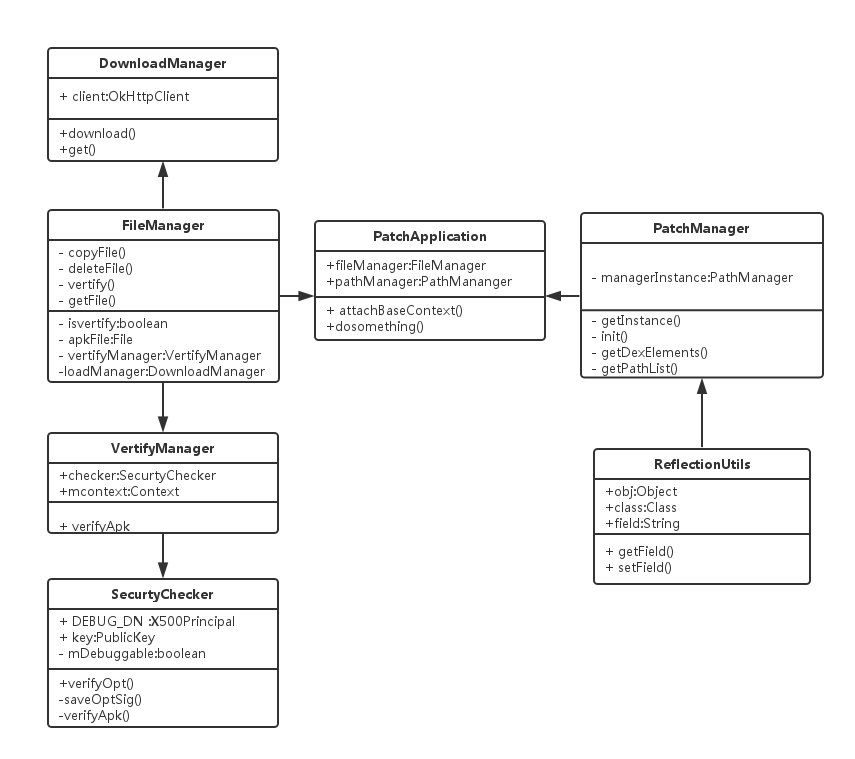 DownloadManager
+ client:OkHttpClient
+download()
+get()
FileManager
- copyFile()
- deleteFile()
- vertify()
- getFile()
- isvertify:boolean
- apkFile:File
- vertifyManager:VertifyManager
-loadManager:DownloadManager
PatchApplication
+fileManager:FileManager
+pathManager:PathMananger
+ attachBaseContext()
+dosomething()
PatchManager
- managerInstance:PathManager
- getInstance()
- init()
- getDexElements()
- getPathList()
VertifyManager
+checker:SecurtyChecker
+mcontext:Context
+ verifyApk
ReflectionUtils
+obj:Object
+class:Class
+field:String
+ getField()
+ setField()
SecurtyChecker
+ DEBUG_DN :X500Principal
+ key:PublicKey
- mDebuggable:boolean
+verifyOpt()
-saveOptSig()
-verifyApk()